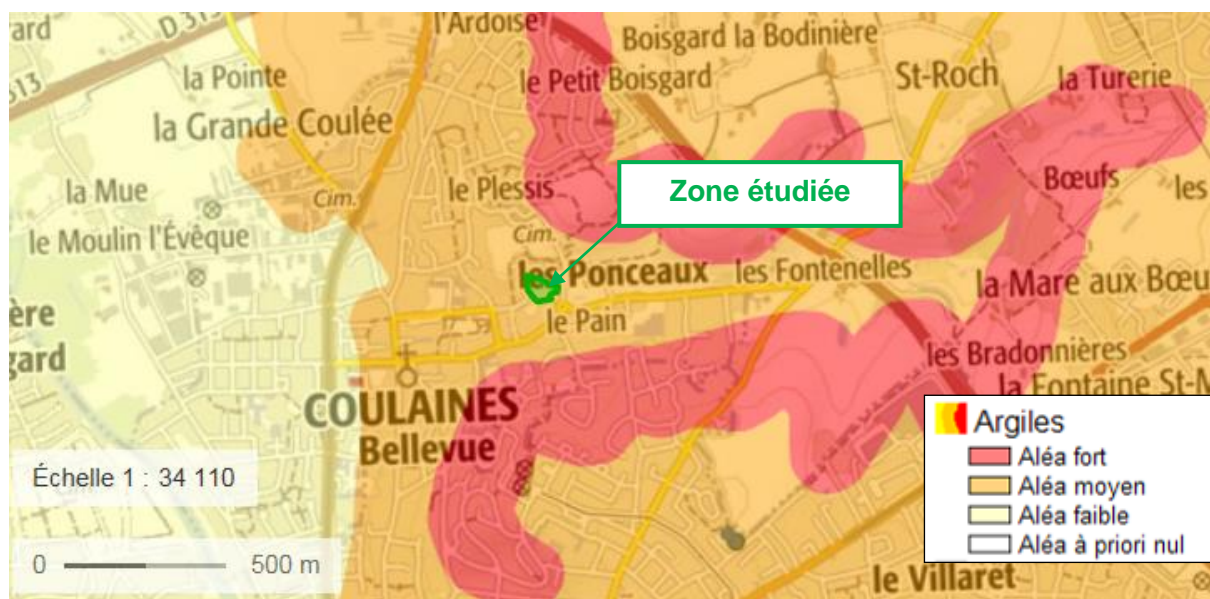 ard
D 313
l'Ardoise
Boisgard la Bodinière
313
la Pointe
le Petit Boisgard
St-Roch
la Turerie
la Grande Coulée
la Mue
Cim.
le Plessis
Zone étudiée
Bœufs
les
le Moulin l'Évêque
Cim.
les Ponceaux
les Fontenelles
la Mare aux Bœu
ère
gard
le Pain
les Bradonnières
la Fontaine St-M
COULAINES
Bellevue
Échelle 1 : 34 110
0
500 m
Argiles
Aléa fort
Aléa moyen
Aléa faible
Aléa à priori nul
le Villaret